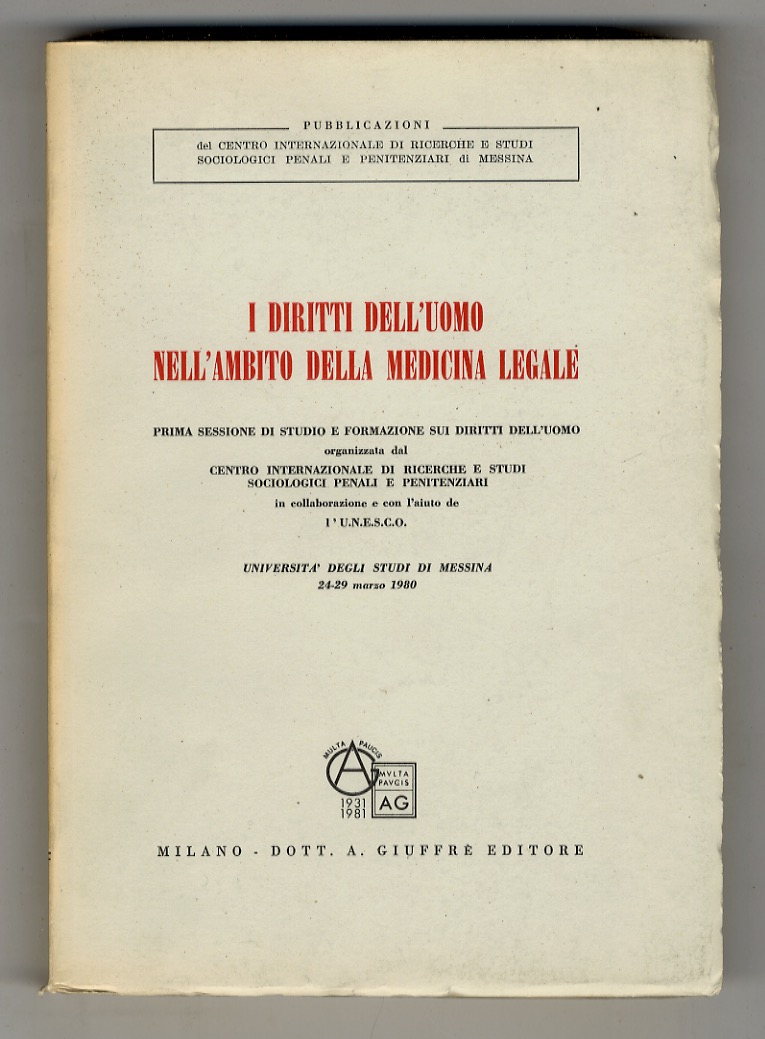 PUBBLICAZIONI
del CENTRO INTERNAZIONALE DI RICERCHE E STUDI
SOCIOLOGICI PENALI E PENITENZIARI di MESSINA
I DIRITTI DELL'UOMO
NELL'AMBITO DELLA MEDICINA LEGALE
PRIMA SESSIONE DI STUDIO E FORMAZIONE SUI DIRITTI DELL'UOMO
organizzata dal
CENTRO INTERNAZIONALE DI RICERCHE E STUDI
SOCIOLOGICI PENALI E PENITENZIARI
in collaborazione e con l'aiuto de
l' U.N.E.S.C.O.
UNIVERSITA' DEGLI STUDI DI MESSINA
24-29 marzo 1980
MULTA PAUCIS
AG
1931
1981
MVLTA
PAVCIS
AG
MILANO - DOTT. A. GIUFFRÈ EDITORE